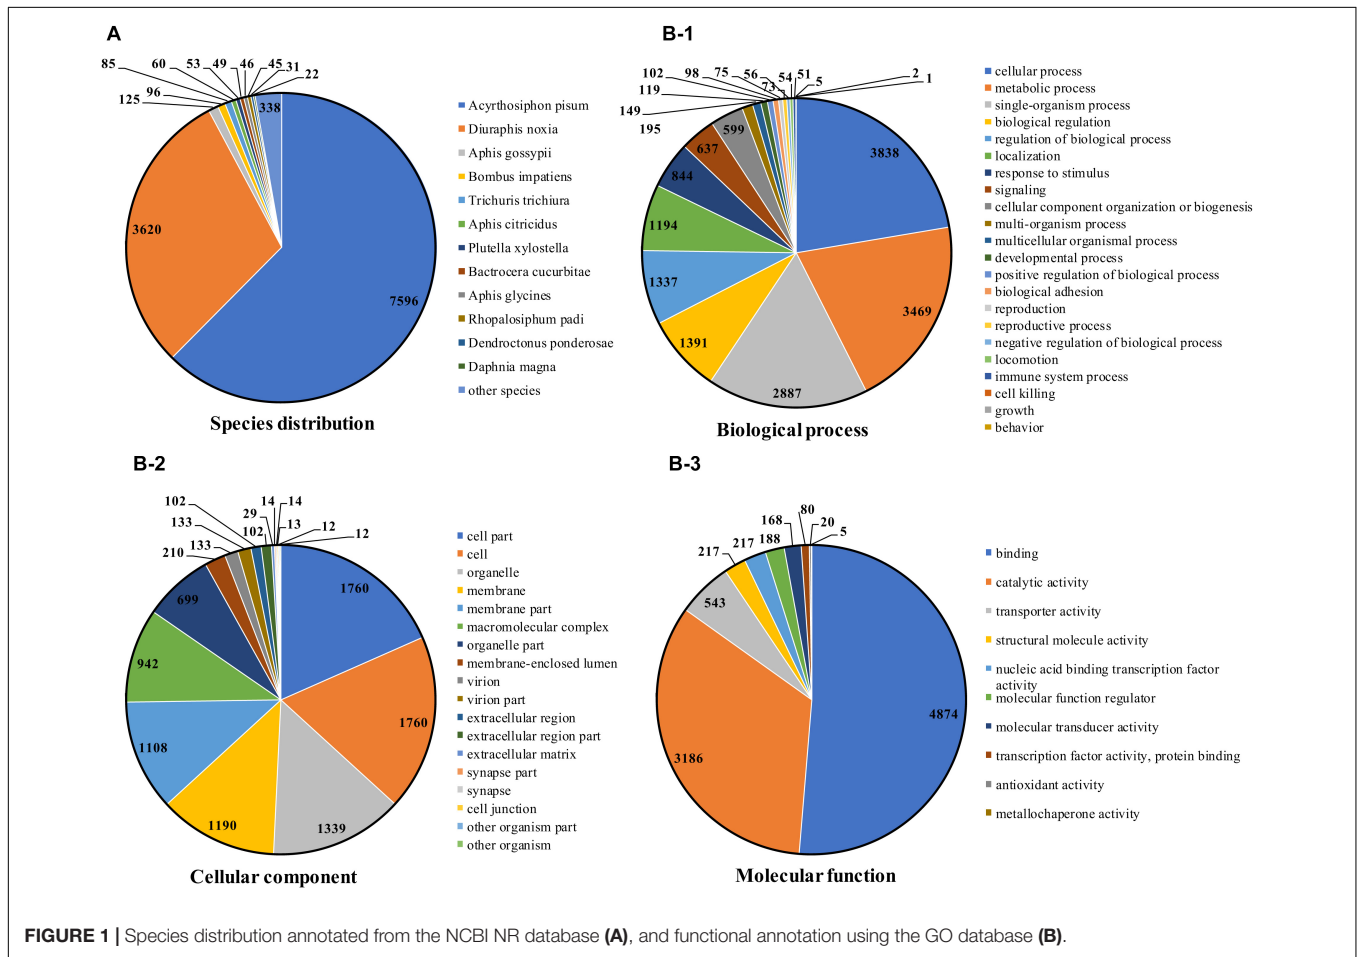 A
85
60
53
49
46
45
31
22
96
125
338
3620
7596
Species distribution
Acyrthosiphon pisum
Diuraphis noxia
Aphis gossypii
Bombus impatiens
Trichuris trichiura
Aphis citricidus
Plutella xylostella
Bactrocera cucurbitae
Aphis glycines
Rhopalosiphum padi
Dendroctonus ponderosae
Daphnia magna
other species
B-1
102
98
75
56
73
54
51
5
2
1
119
149
195
599
637
844
1194
1337
1391
2887
3469
3838
Biological process
cellular process
metabolic process
single-organism process
biological regulation
regulation of biological process
localization
response to stimulus
signaling
cellular component organization or biogenesis
multi-organism process
multicellular organismal process
developmental process
positive regulation of biological process
biological adhesion
reproduction
reproductive process
negative regulation of biological process
locomotion
immune system process
cell killing
growth
behavior
B-2
102
133
210
133
29
102
14
14
13
12
12
699
942
1108
1190
1339
1760
1760
Cellular component
cell part
cell
organelle
membrane
membrane part
macromolecular complex
organelle part
membrane-enclosed lumen
virion
virion part
extracellular region
extracellular region part
extracellular matrix
synapse part
synapse
cell junction
other organism part
other organism
B-3
217
217
188
168
80
20
5
543
3186
4874
Molecular function
binding
catalytic activity
transporter activity
structural molecule activity
nucleic acid binding transcription factor
activity
molecular function regulator
molecular transducer activity
transcription factor activity, protein binding
antioxidant activity
metallochaperone activity
FIGURE 1 | Species distribution annotated from the NCBI NR database (A), and functional annotation using the GO database (B).